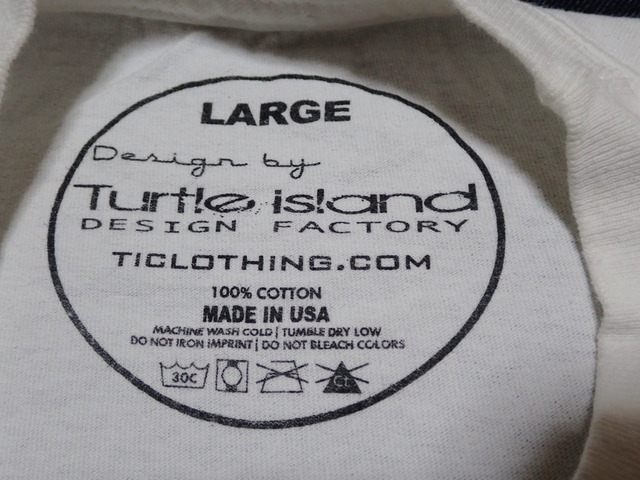 LARGE
Design by
Turtle island
DESIGN FACTORY
TICLOTHING.COM
100% COTTON
MADE IN USA
MACHINE WASH COLD | TUMBLE DRY LOW
DO NOT IRON IMPRINT | DO NOT BLEACH COLORS
30C
CL